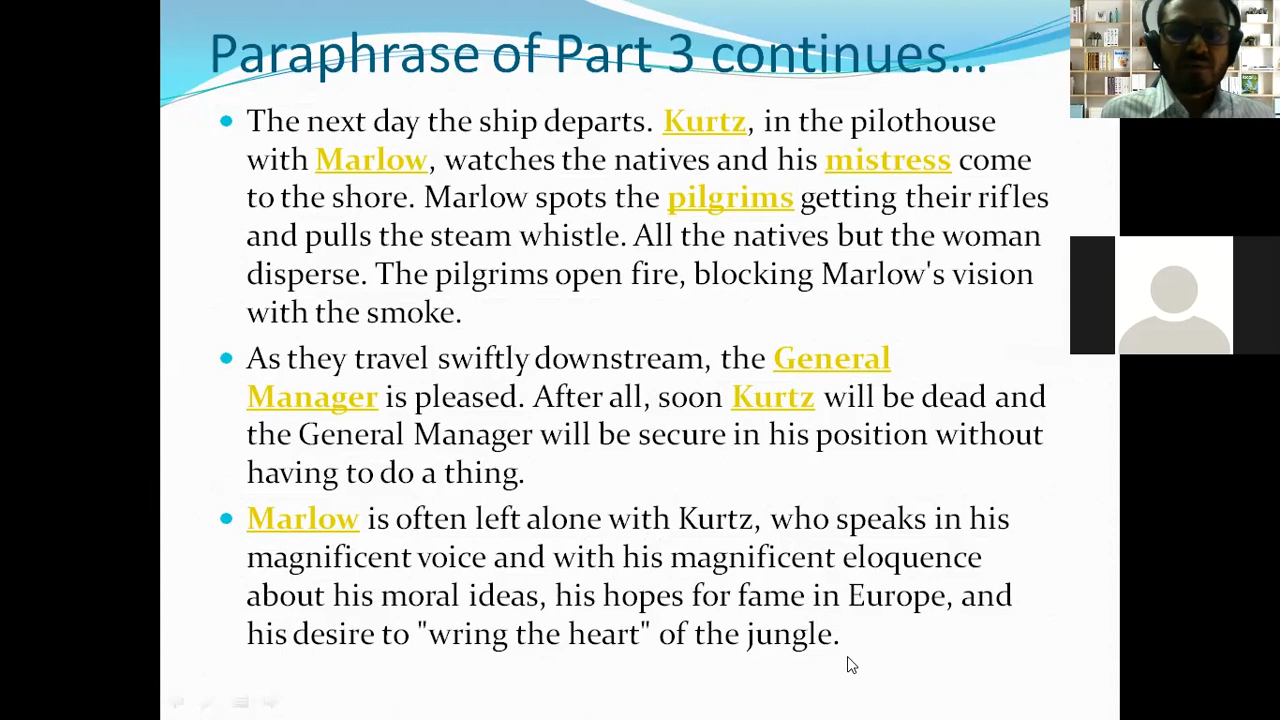 Paraphrase of Part 3 continues...
• The next day the ship departs. Kurtz, in the pilothouse
with Marlow, watches the natives and his mistress come
to the shore. Marlow spots the pilgrims getting their rifles
and pulls the steam whistle. All the natives but the woman
disperse. The pilgrims open fire, blocking Marlow's vision
with the smoke.
• As they travel swiftly downstream, the General
Manager is pleased. After all, soon Kurtz will be dead and
the General Manager will be secure in his position without
having to do a thing.
• Marlow is often left alone with Kurtz, who speaks in his
magnificent voice and with his magnificent eloquence
about his moral ideas, his hopes for fame in Europe, and
his desire to "wring the heart" of the jungle.